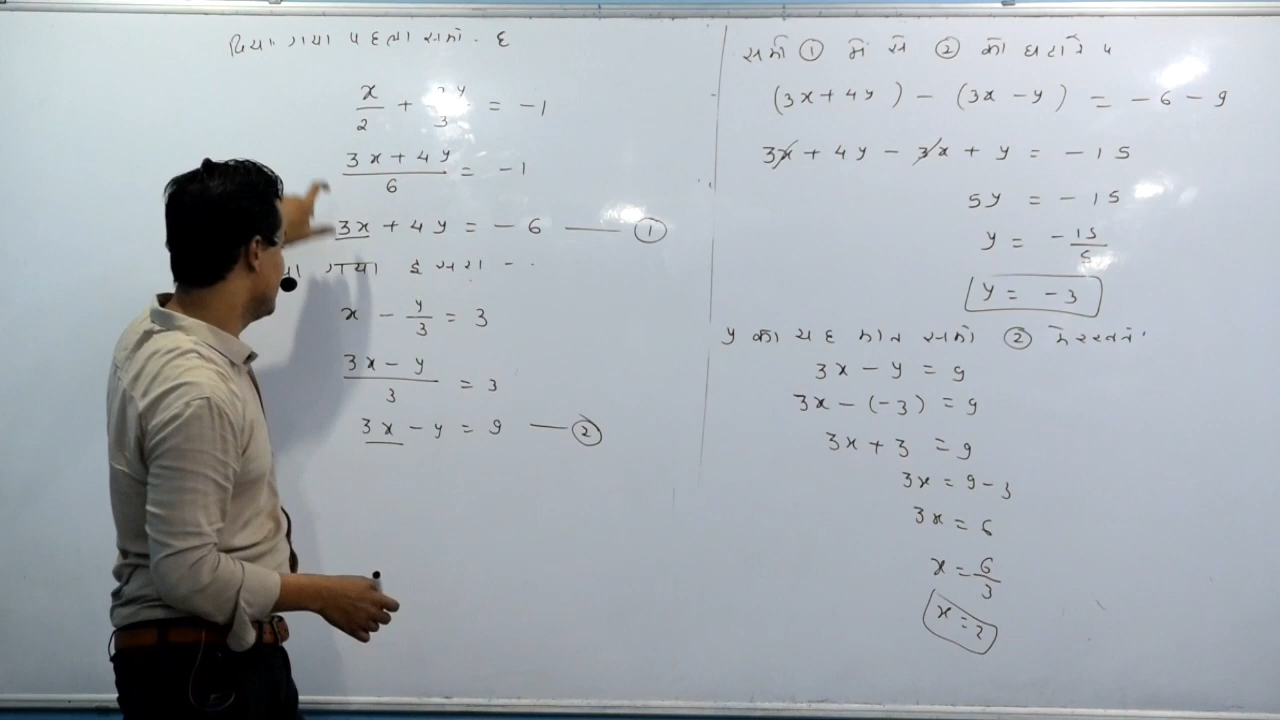 दिया गया पहला समी. है
x/2 + 2y/3 = -1
(3x + 4y)/6 = -1
3x + 4y = -6 —— ①
गया दू सरा
x - y/3 = 3
(3x - y)/3 = 3
3x - y = 9 —— ②
समी ① में से ② को घटाने प
(3x + 4y) - (3x - y) = -6 - 9
3x + 4y - 3x + y = -15
5y = -15
y = -15/5
y = -3
y का यह मान समी ② में रखने
3x - y = 9
3x - (-3) = 9
3x + 3 = 9
3x = 9 - 3
3x = 6
x = 6/3
x = 2